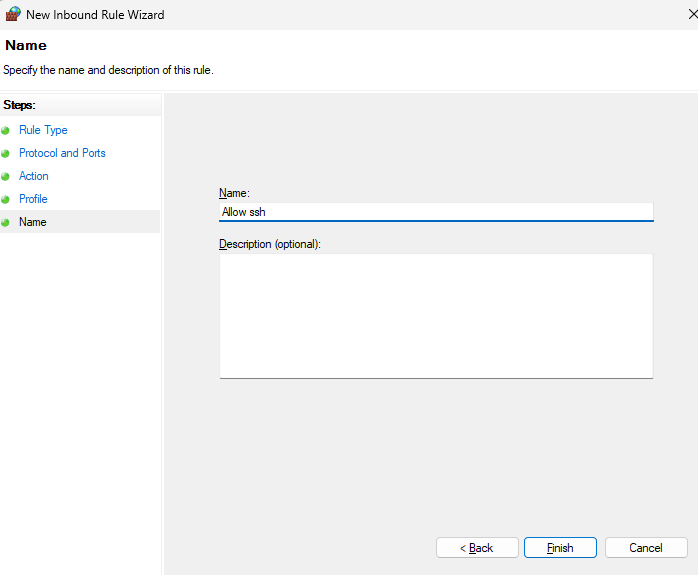 New Inbound Rule Wizard
Name
Specify the name and description of this rule.
Steps:
Rule Type
Protocol and Ports
Action
Profile
Name
Name:
Allow ssh
Description (optional):
< Back
Finish
Cancel